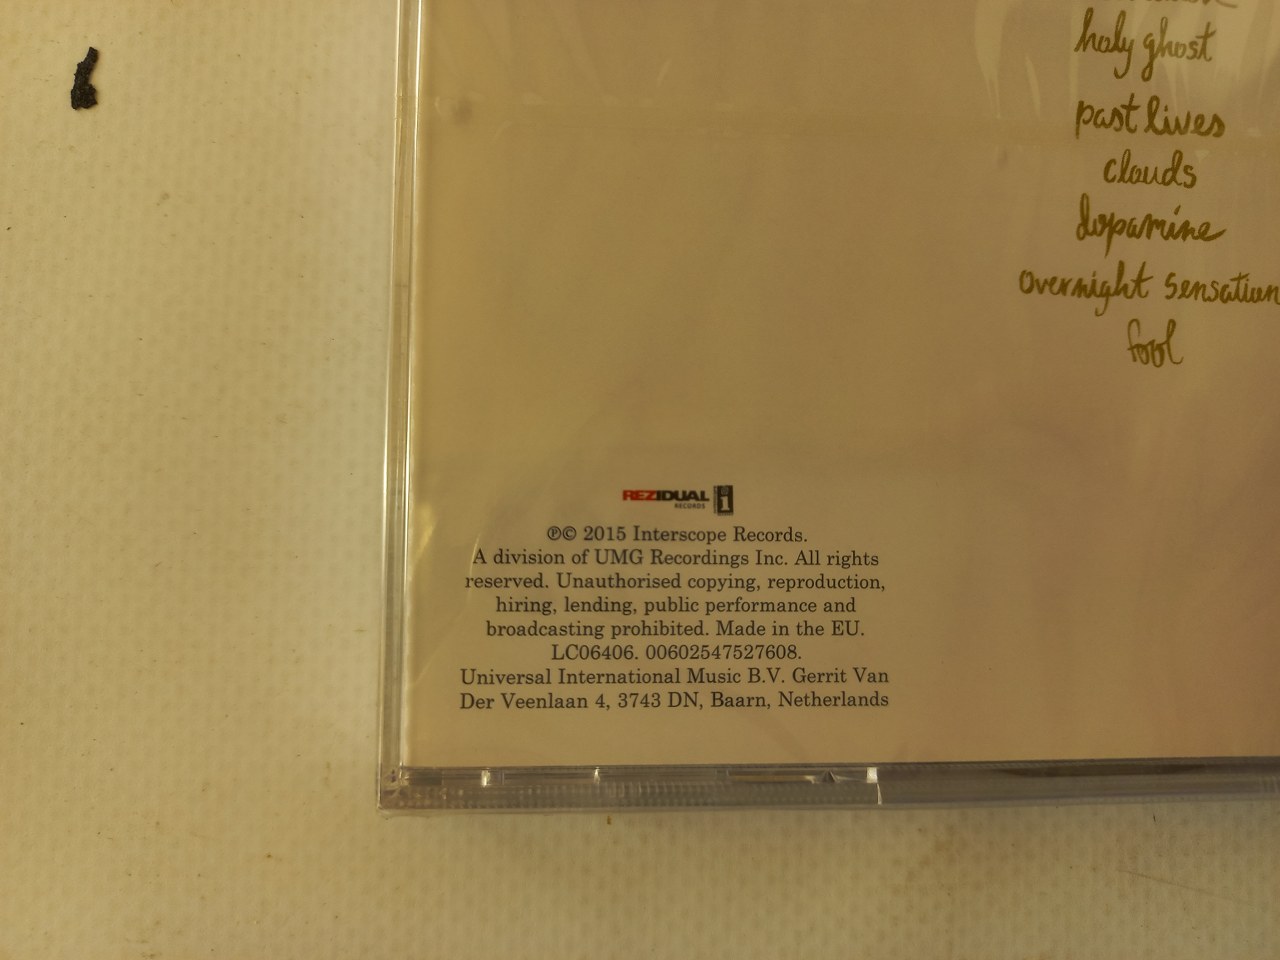 holy ghost
past lives
clouds
dopamine
overnight sensation
fool
REZIDUAL
RECORDS
℗© 2015 Interscope Records.
A division of UMG Recordings Inc. All rights
reserved. Unauthorised copying, reproduction,
hiring, lending, public performance and
broadcasting prohibited. Made in the EU.
LC06406. 00602547527608.
Universal International Music B.V. Gerrit Van
Der Veenlaan 4, 3743 DN, Baarn, Netherlands